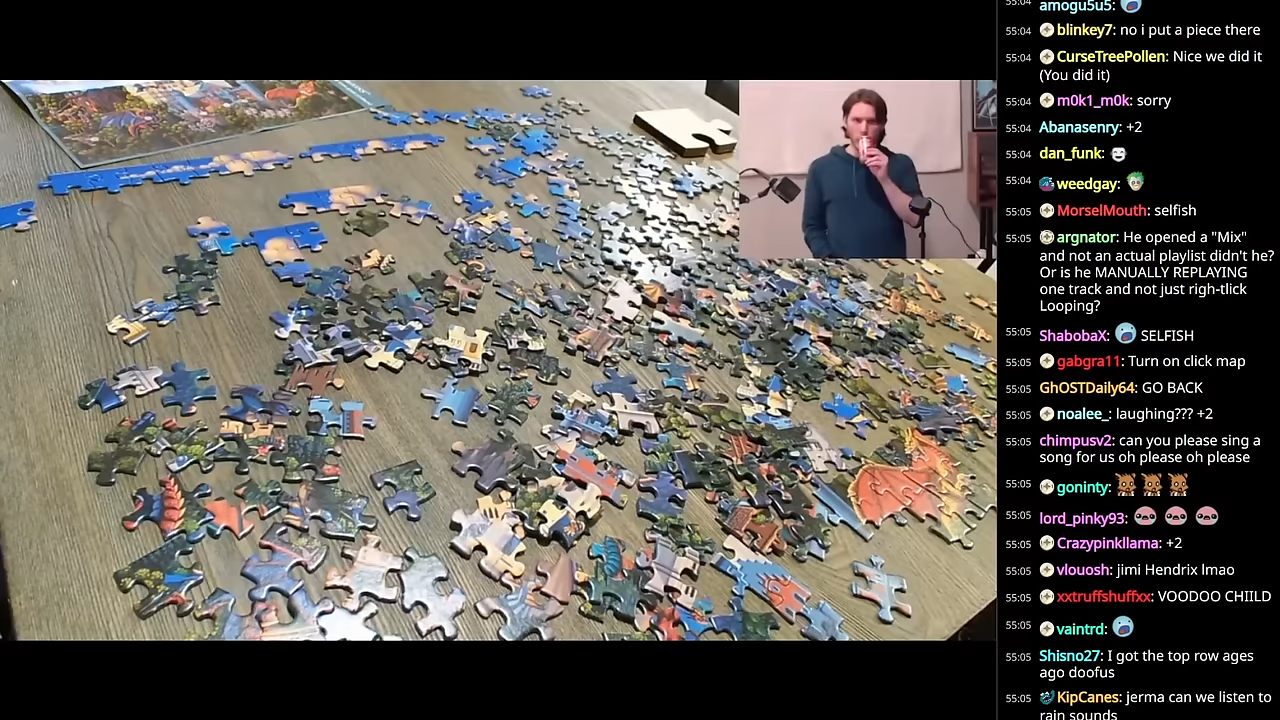 55:04
amogu5u5:
55:04 blinkey7: no i put a piece there
55:04 CurseTreePollen: Nice we did it
(You did it)
55:04 m0k1_m0k: sorry
55:04 Abanasenry: +2
55:04 dan_funk:
55:04 weedgay:
55:05 MorselMouth: selfish
55:05 argnator: He opened a "Mix"
and not an actual playlist didn't he?
Or is he MANUALLY REPLAYING
one track and not just righ-tlick
Looping?
55:05 ShabobaX: SELFISH
55:05 gabgra11: Turn on click map
55:05 GhOSTDaily64: GO BACK
55:05 noalee_: laughing??? +2
55:05 chimpusv2: can you please sing a
song for us oh please oh please
55:05 goninty:
55:05 lord_pinky93:
55:05 Crazypinkllama: +2
55:05 vlouosh: jimi Hendrix lmao
55:05 xxtruffshuffxx: VOODOO CHIILD
55:05 vaintrd:
55:05 Shisno27: I got the top row ages
ago doofus
55:05 KipCanes: jerma can we listen to
rain sounds